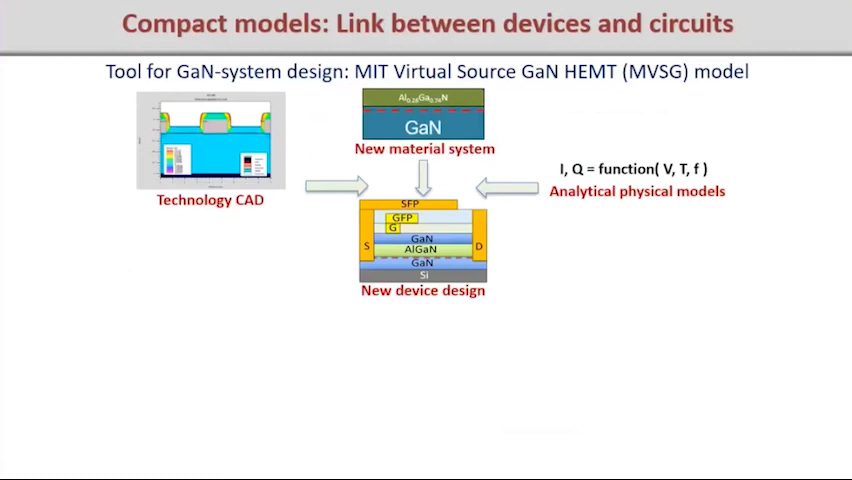 Compact models: Link between devices and circuits
Tool for GaN-system design: MIT Virtual Source GaN HEMT (MVSG) model
Al0.26Ga0.74N
GaN
New material system
I, Q = function( V, T, f )
Analytical physical models
Technology CAD
SFP
GFP
G
S
GaN
D
AlGaN
GaN
Si
New device design